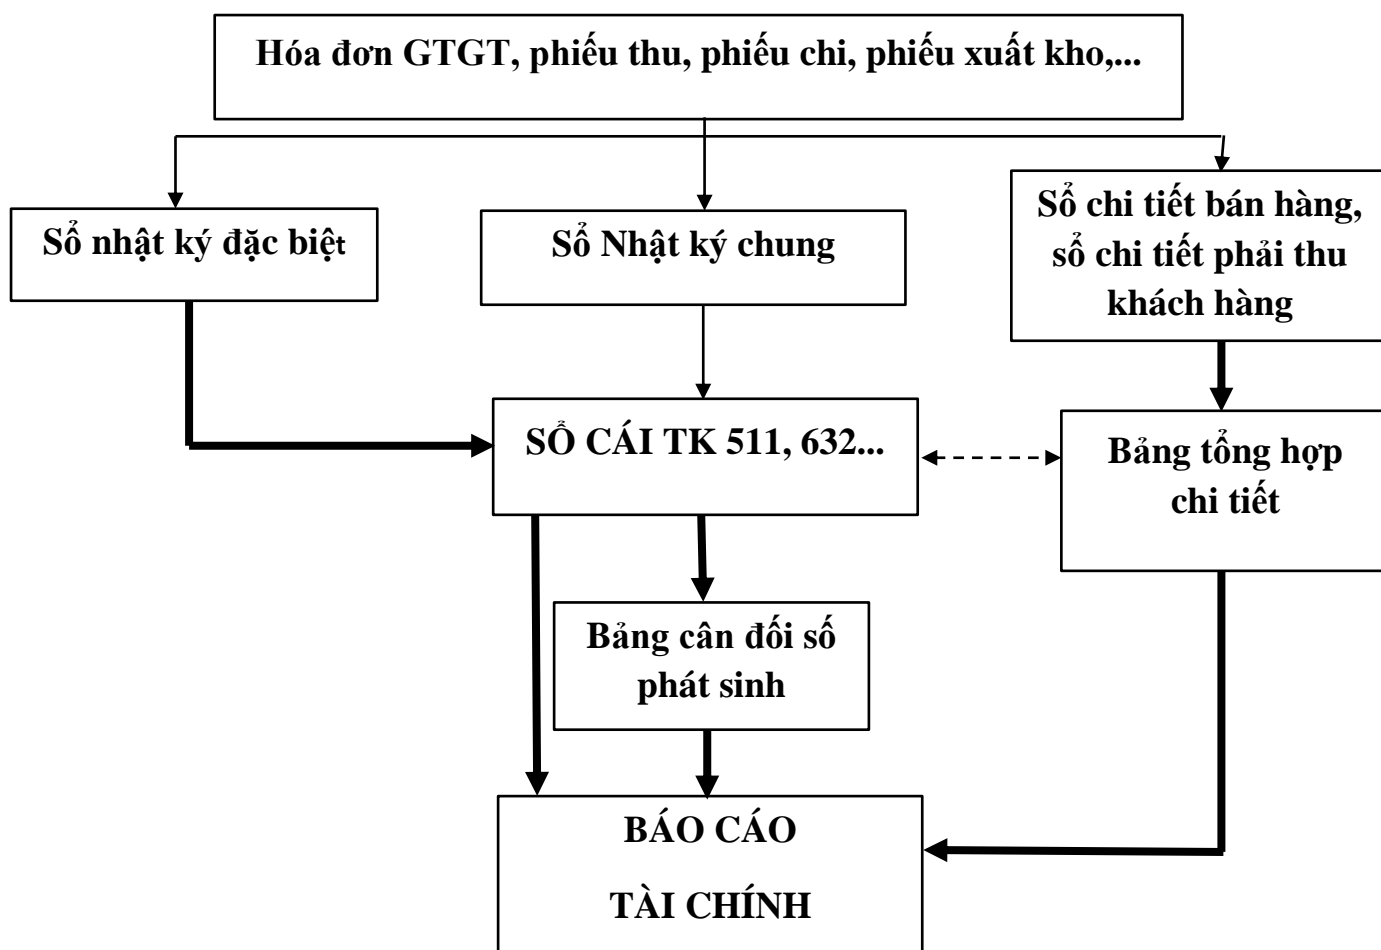 Hóa đơn GTGT, phiếu thu, phiếu chi, phiếu xuất kho,...
Sổ nhật ký đặc biệt
Sổ Nhật ký chung
Sổ chi tiết bán hàng,
sổ chi tiết phải thu
khách hàng
SỔ CÁI TK 511, 632...
Bảng tổng hợp
chi tiết
Bảng cân đối số
phát sinh
BÁO CÁO
TÀI CHÍNH